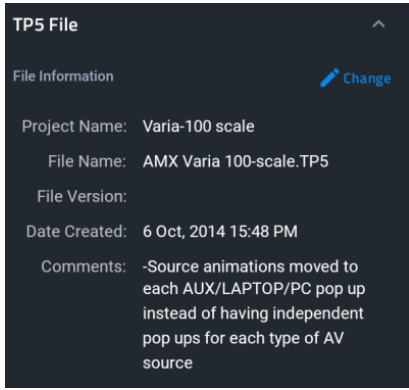 TP5 File
File Information
Change
Project Name: Varia-100 scale
File Name: AMX Varia 100-scale.TP5
File Version:
Date Created: 6 Oct, 2014 15:48 PM
Comments: -Source animations moved to
each AUX/LAPTOP/PC pop up
instead of having independent
pop ups for each type of AV
source